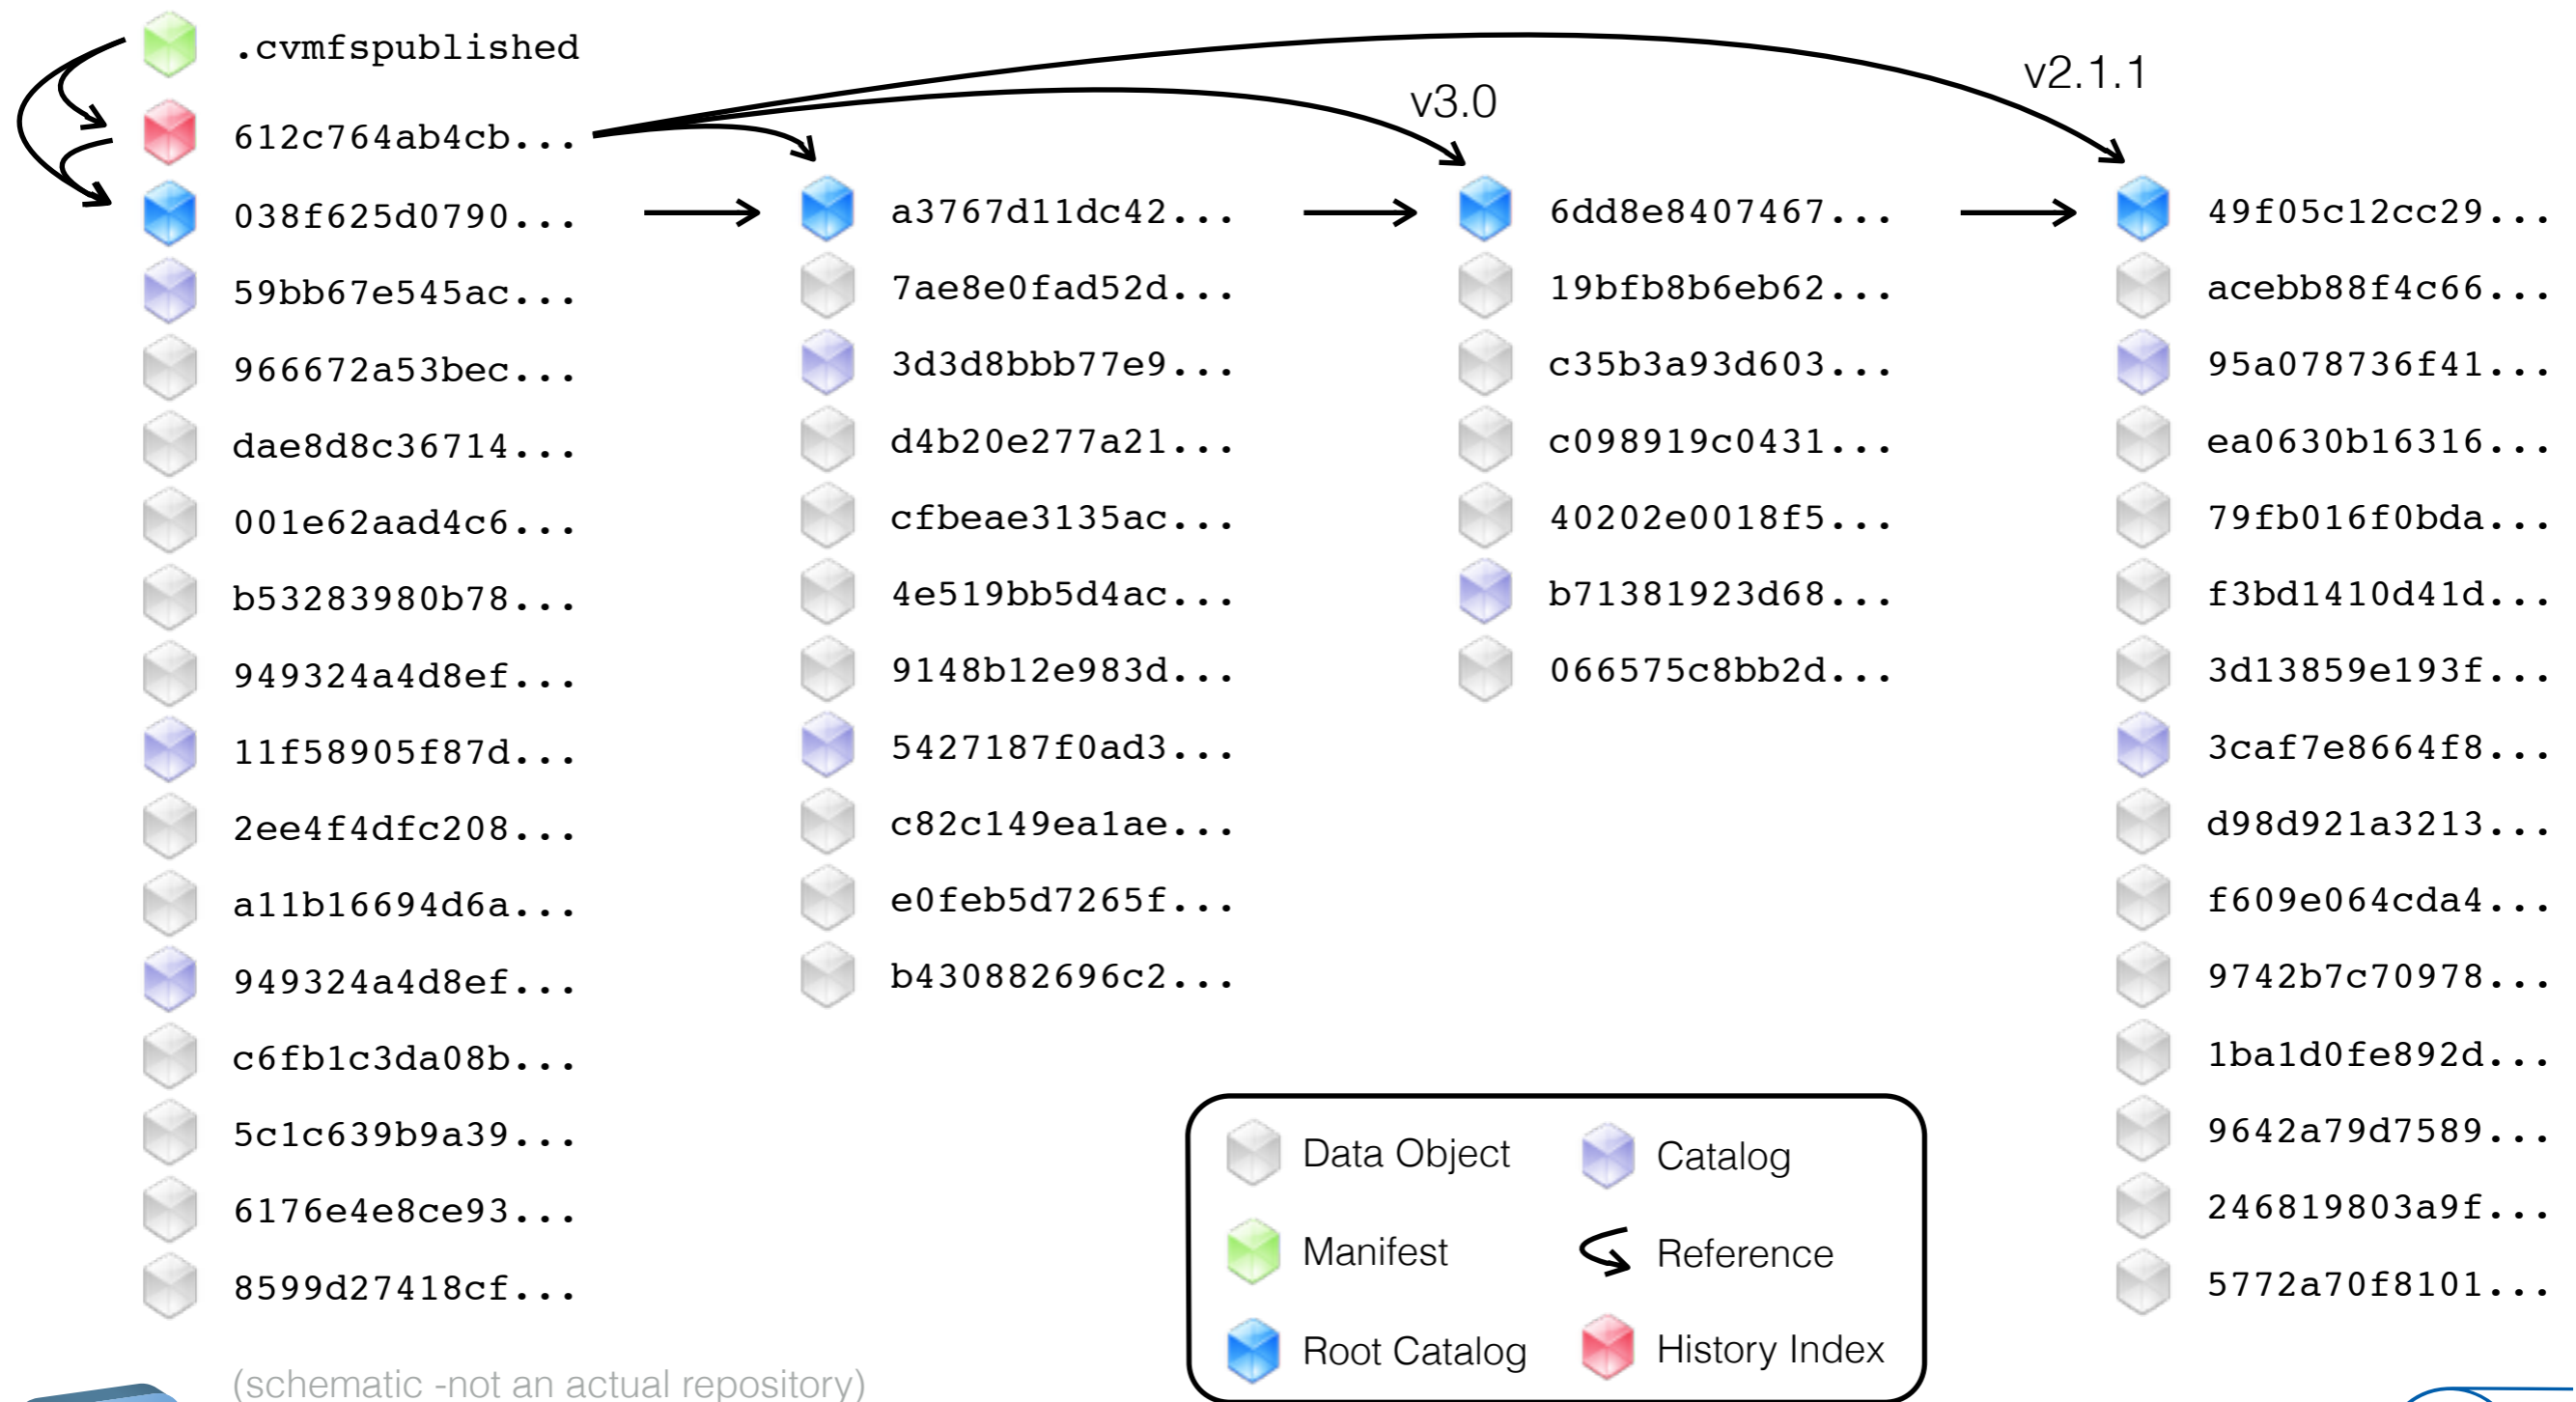 .cvmfspublished
612c764ab4cb...
038f625d0790...
59bb67e545ac...
966672a53bec...
dae8d8c36714...
001e62aad4c6...
b53283980b78...
949324a4d8ef...
11f58905f87d...
2ee4f4dfc208...
a11b16694d6a...
949324a4d8ef...
c6fb1c3da08b...
5c1c639b9a39...
6176e4e8ce93...
8599d27418cf...
(schematic -not an actual repository)
a3767d11dc42...
7ae8e0fad52d...
3d3d8bbb77e9...
d4b20e277a21...
cfbeae3135ac...
4e519bb5d4ac...
9148b12e983d...
5427187f0ad3...
c82c149ea1ae...
e0feb5d7265f...
b430882696c2...
v3.0
6dd8e8407467...
19bfb8b6eb62...
c35b3a93d603...
c098919c0431...
40202e0018f5...
b71381923d68...
066575c8bb2d...
v2.1.1
49f05c12cc29...
acebb88f4c66...
95a078736f41...
ea0630b16316...
79fb016f0bda...
f3bd1410d41d...
3d13859e193f...
3caf7e8664f8...
d98d921a3213...
f609e064cda4...
9742b7c70978...
1ba1d0fe892d...
9642a79d7589...
246819803a9f...
5772a70f8101...
Data Object
Catalog
Manifest
Reference
Root Catalog
History Index